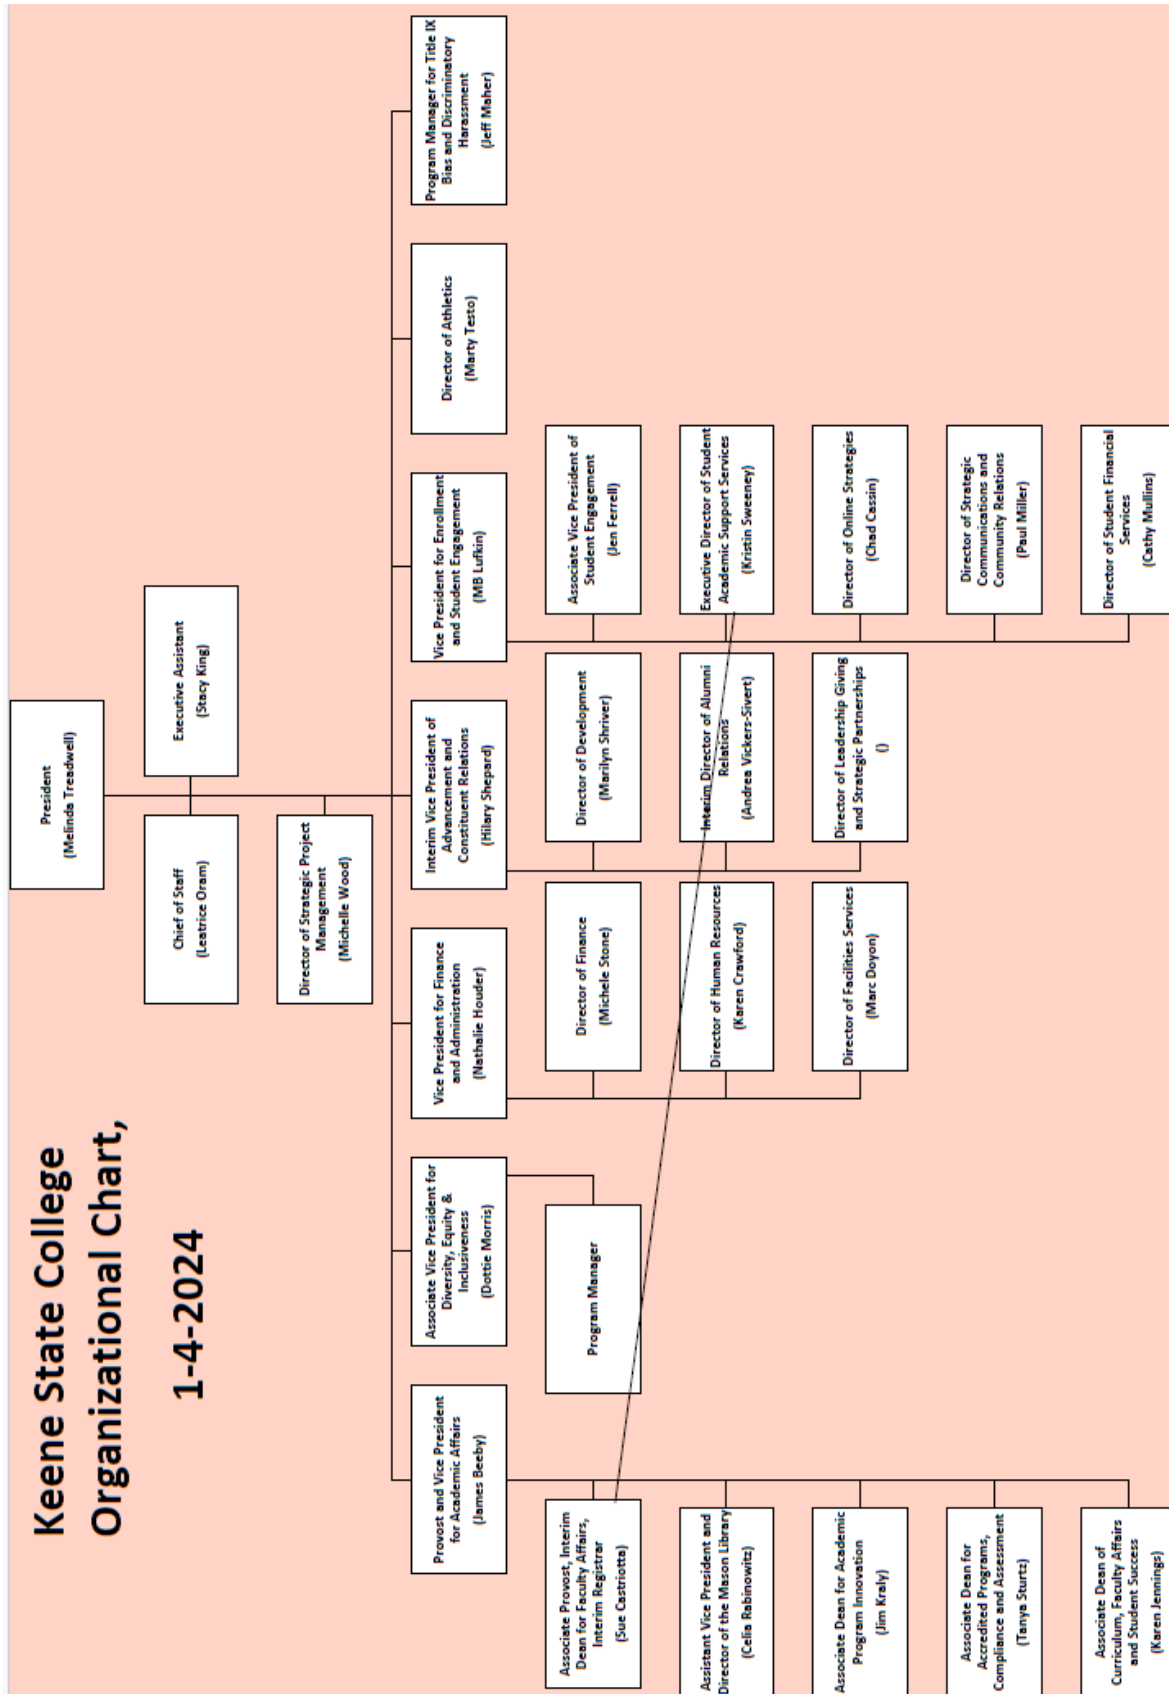 Keene State College
Organizational Chart,
1-4-2024
President
(Melinda Treadwell)
Chief of Staff
(Leatrice Oram)
Executive Assistant
(Stacy King)
Director of Strategic Project
Management
(Michelle Wood)
Provost and Vice President
for Academic Affairs
(James Beeby)
Associate Vice President for
Diversity, Equity &
Inclusiveness
(Dottie Morris)
Vice President for Finance
and Administration
(Nathalie Houder)
Interim Vice President of
Advancement and
Constituent Relations
(Hilary Shepard)
Vice President for Enrollment
and Student Engagement
(MB Lufkin)
Director of Athletics
(Marty Testo)
Program Manager for Title IX
Bias and Discriminatory
Harassment
(Jeff Maher)
Associate Provost, Interim
Dean for Faculty Affairs,
Interim Registrar
(Sue Castriotta)
Assistant Vice President and
Director of the Mason Library
(Celia Rabinowitz)
Associate Dean for Academic
Program Innovation
(Jim Kraly)
Associate Dean for
Accredited Programs,
Compliance and Assessment
(Tanya Sturtz)
Associate Dean of
Curriculum, Faculty Affairs
and Student Success
(Karen Jennings)
Program Manager
Director of Finance
(Michele Stone)
Director of Human Resources
(Karen Crawford)
Director of Facilities Services
(Marc Doyon)
Director of Development
(Marilyn Shriver)
Interim Director of Alumni
Relations
(Andrea Vickers-Sivert)
Director of Leadership Giving
and Strategic Partnerships
()
Associate Vice President of
Student Engagement
(Jen Ferrell)
Executive Director of Student
Academic Support Services
(Kristin Sweeney)
Director of Online Strategies
(Chad Cassin)
Director of Strategic
Communications and
Community Relations
(Paul Miller)
Director of Student Financial
Services
(Cathy Mullins)